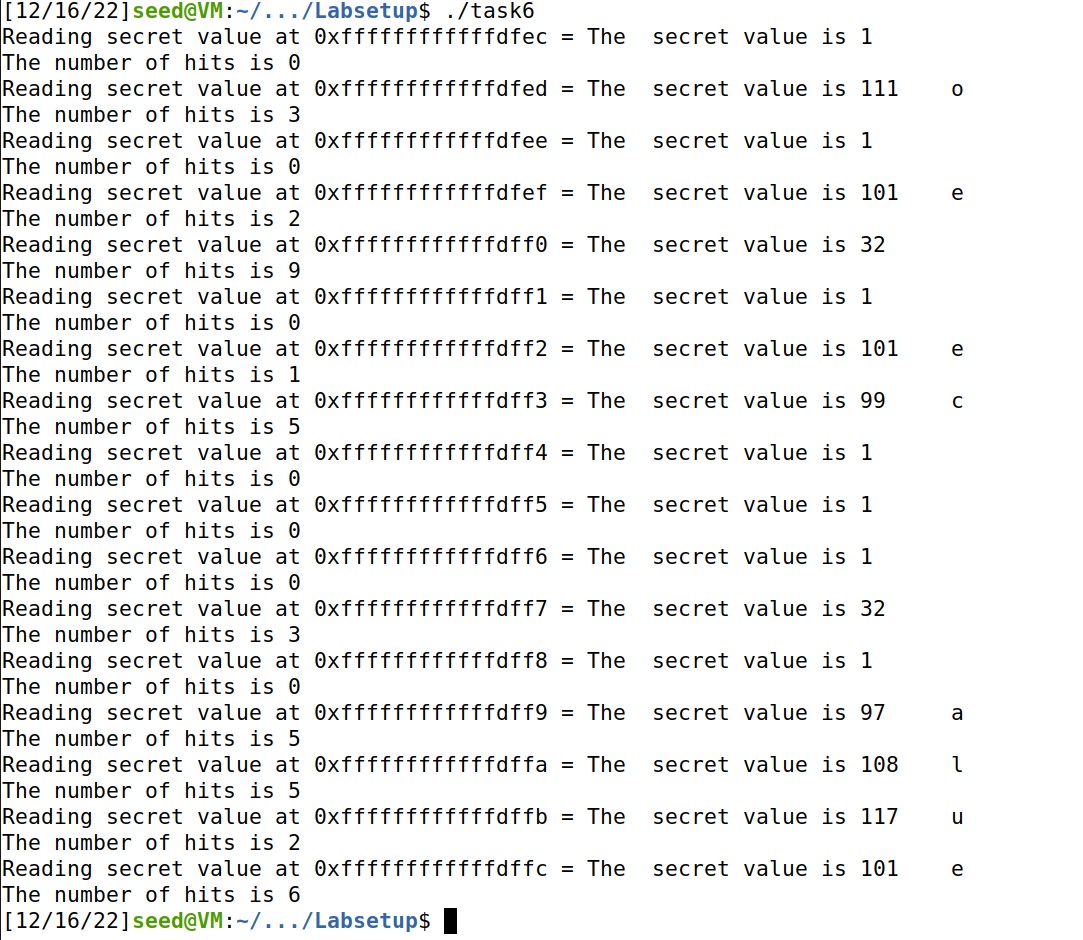 [12/16/22]seed@VM:~/.../Labsetup$ ./task6
Reading secret value at 0xffffffffffffdfec = The  secret value is 1
The number of hits is 0
Reading secret value at 0xffffffffffffdfed = The  secret value is 111    o
The number of hits is 3
Reading secret value at 0xffffffffffffdfee = The  secret value is 1
The number of hits is 0
Reading secret value at 0xffffffffffffdfef = The  secret value is 101    e
The number of hits is 2
Reading secret value at 0xffffffffffffdff0 = The  secret value is 32
The number of hits is 9
Reading secret value at 0xffffffffffffdff1 = The  secret value is 1
The number of hits is 0
Reading secret value at 0xffffffffffffdff2 = The  secret value is 101    e
The number of hits is 1
Reading secret value at 0xffffffffffffdff3 = The  secret value is 99     c
The number of hits is 5
Reading secret value at 0xffffffffffffdff4 = The  secret value is 1
The number of hits is 0
Reading secret value at 0xffffffffffffdff5 = The  secret value is 1
The number of hits is 0
Reading secret value at 0xffffffffffffdff6 = The  secret value is 1
The number of hits is 0
Reading secret value at 0xffffffffffffdff7 = The  secret value is 32
The number of hits is 3
Reading secret value at 0xffffffffffffdff8 = The  secret value is 1
The number of hits is 0
Reading secret value at 0xffffffffffffdff9 = The  secret value is 97     a
The number of hits is 5
Reading secret value at 0xffffffffffffdffa = The  secret value is 108    l
The number of hits is 5
Reading secret value at 0xffffffffffffdffb = The  secret value is 117    u
The number of hits is 2
Reading secret value at 0xffffffffffffdffc = The  secret value is 101    e
The number of hits is 6
[12/16/22]seed@VM:~/.../Labsetup$